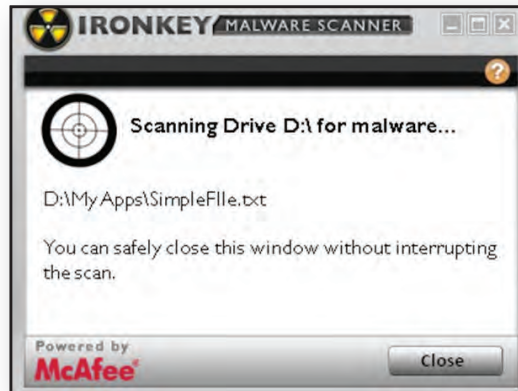 IRONKEY MALWARE SCANNER
?
Scanning Drive D:\ for malware...
D:\My Apps\SimpleFIle.txt
You can safely close this window without interrupting
the scan.
Powered by
McAfee
Close